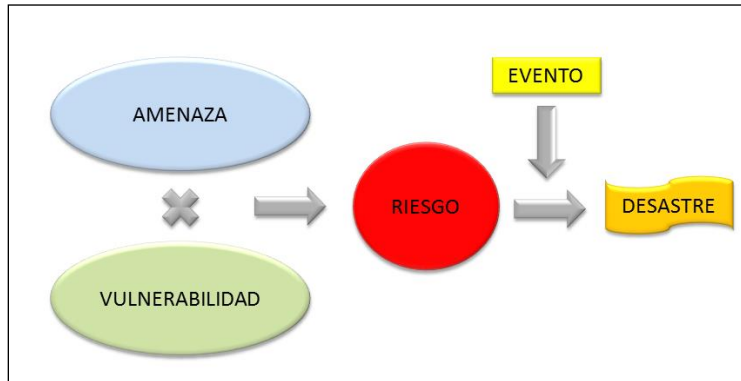 AMENAZA
VULNERABILIDAD
RIESGO
EVENTO
DESASTRE